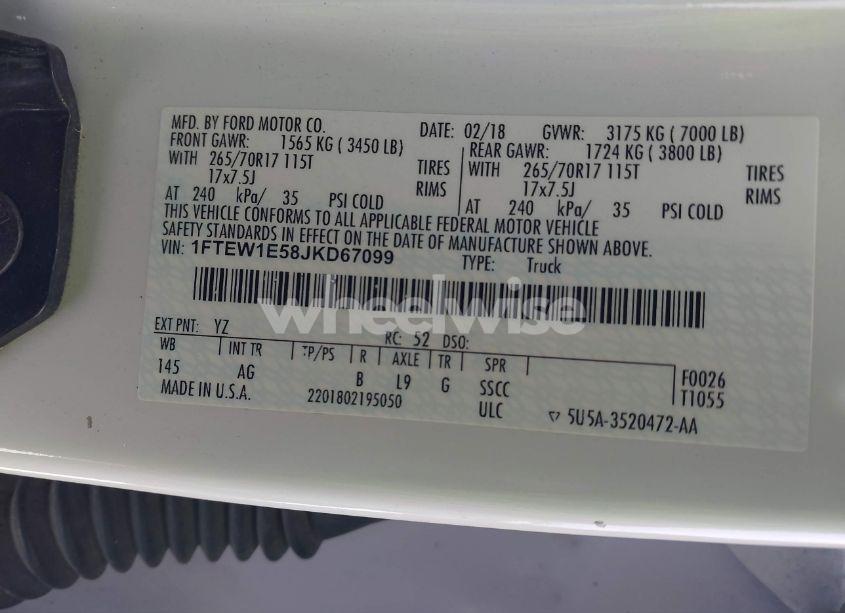 MFD. BY FORD MOTOR CO. DATE: 02/18 GVWR: 3175 KG ( 7000 LB)
FRONT GAWR: 1565 KG ( 3450 LB) REAR GAWR: 1724 KG ( 3800 LB)
WITH 265/70R17 115T TIRES WITH 265/70R17 115T TIRES
17x7.5J RIMS 17x7.5J RIMS
AT 240 kPa/ 35 PSI COLD AT 240 kPa/ 35 PSI COLD
THIS VEHICLE CONFORMS TO ALL APPLICABLE FEDERAL MOTOR VEHICLE
SAFETY STANDARDS IN EFFECT ON THE DATE OF MANUFACTURE SHOWN ABOVE.
VIN: 1FTEW1E58JKD67099 TYPE: Truck
wheelwise
EXT PNT: YZ RC: 52 DSO:
WB INT TR TP/PS R AXLE TR SPR F0026
145 AG B L9 G SSCC T1055
MADE IN U.S.A. 2201802195050 ULC 5U5A-3520472-AA